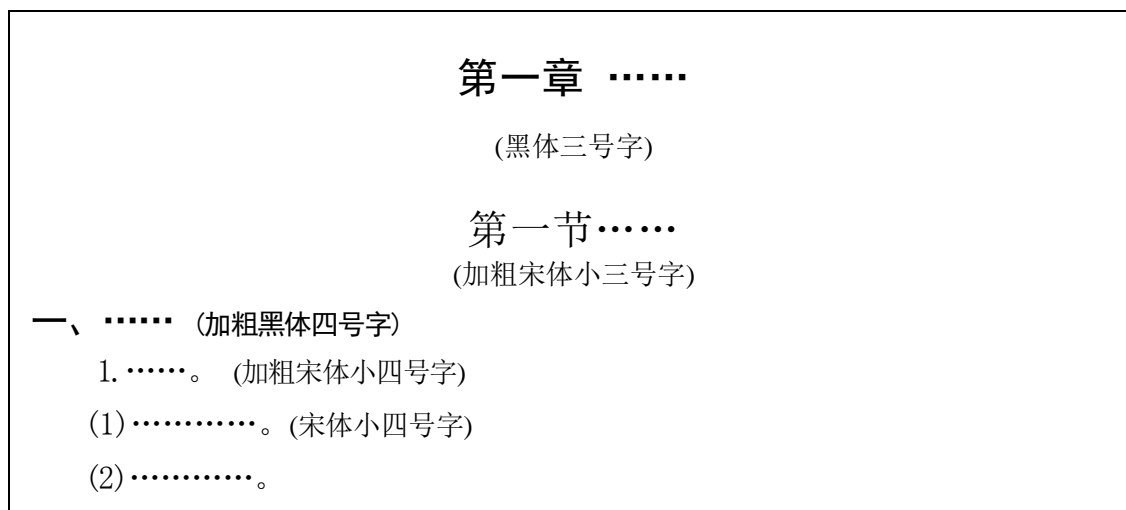 第一章 ……
(黑体三号字)
第一节……
(加粗宋体小三号字)
一、…… (加粗黑体四号字)
1.……。 (加粗宋体小四号字)
(1)…………。(宋体小四号字)
(2)…………。